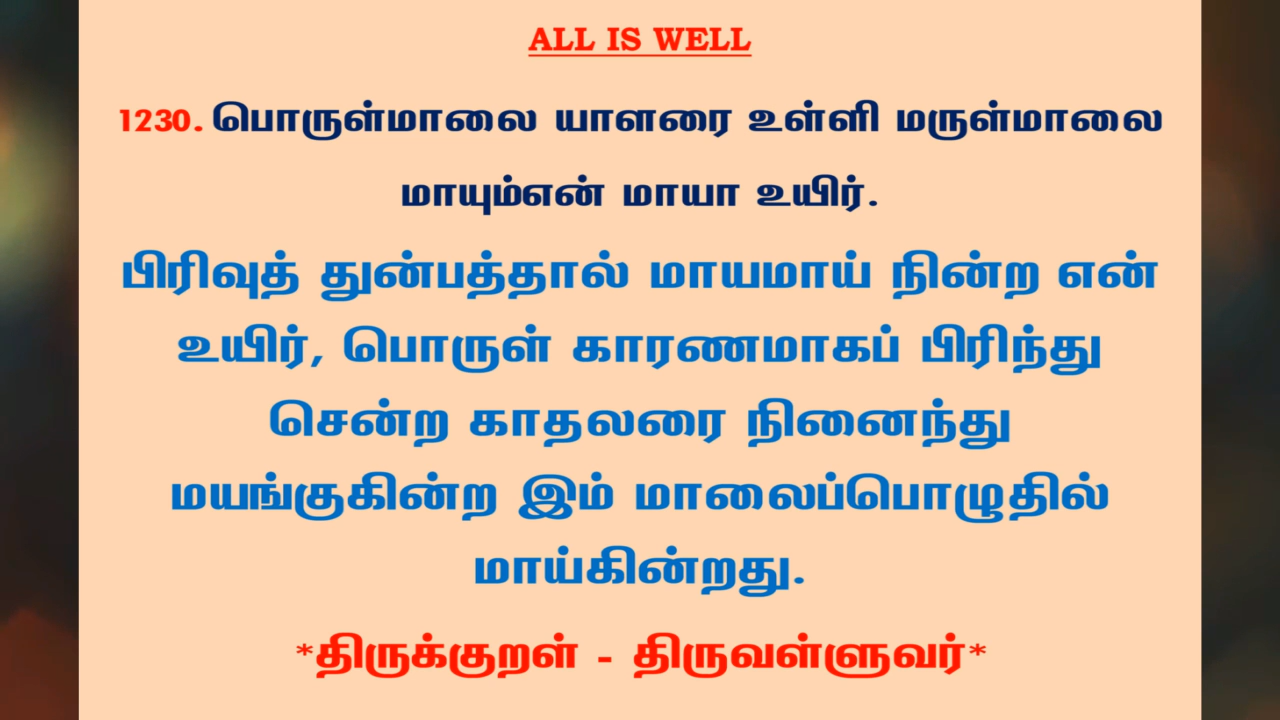 ALL IS WELL
1230. பொருள்மாலை யாளரை உள்ளி மருள்மாலை
மாயும்என் மாயா உயிர்.
பிரிவுத் துன்பத்தால் மாயமாய் நின்ற என்
உயிர், பொருள் காரணமாகப் பிரிந்து
சென்ற காதலரை நினைந்து
மயங்குகின்ற இம் மாலைப்பொழுதில்
மாய்கின்றது.
*திருக்குறள் - திருவள்ளுவர்*